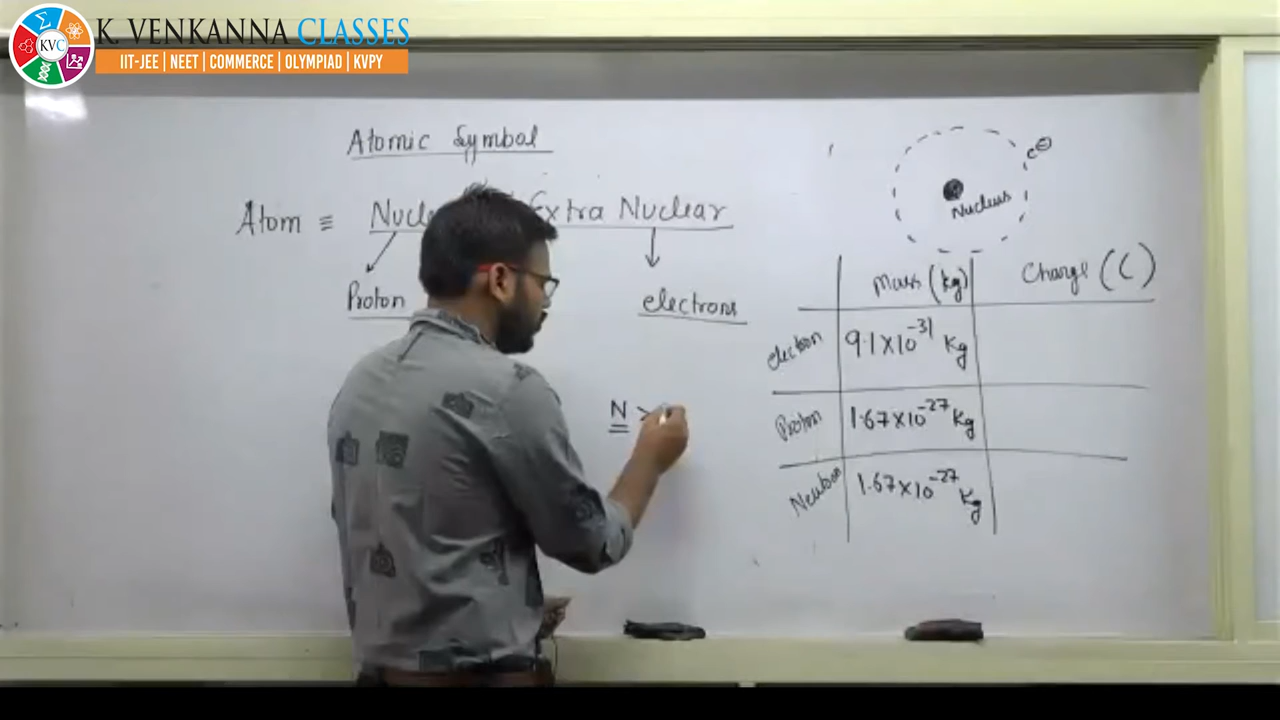 K. VENKANNA CLASSES
KVC
IIT-JEE | NEET | COMMERCE | OLYMPIAD | KVPY
Atomic Symbol
Atom ≡ Nucle Extra Nuclear
Proton
electrons
N >
e⊖
Nucleus
Mass (kg) Charge (C)
electron 9.1×10⁻³¹ Kg
Proton 1.67×10⁻²⁷ Kg
Neutron 1.67×10⁻²⁷ Kg